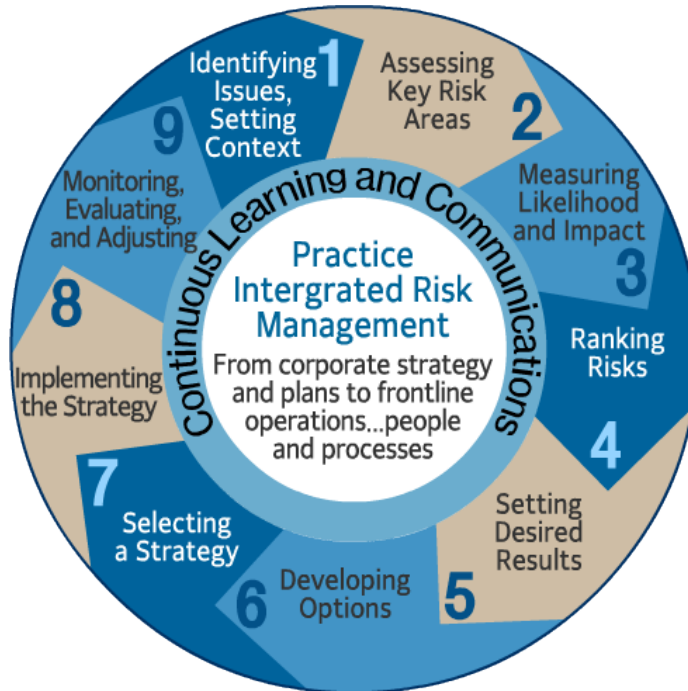 1
Identifying
Issues,
Setting
Context
Assessing
Key Risk
Areas
2
Measuring
Likelihood
and Impact
3
Ranking
Risks
4
Setting
Desired
Results
5
Developing
Options
6
Selecting
a Strategy
7
Implementing
the Strategy
8
Monitoring,
Evaluating,
and Adjusting
9
Continuous Learning and Communications
Practice
Intergrated Risk
Management
From corporate strategy
and plans to frontline
operations...people
and processes